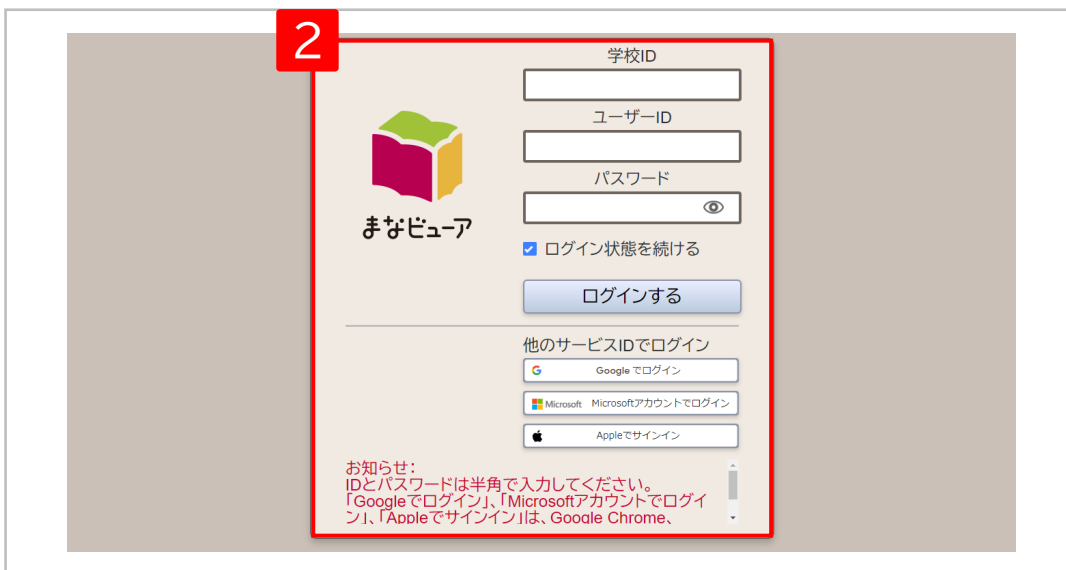 2
学校ID
ユーザーID
パスワード
まなビューア
ログイン状態を続ける
ログインする
他のサービスIDでログイン
Google でログイン
Microsoft Microsoftアカウントでログイン
Appleでサインイン
お知らせ：
IDとパスワードは半角で入力してください。
「Googleでログイン」、「Microsoftアカウントでログイ
ン」、「Appleでサインイン」は、Google Chrome、